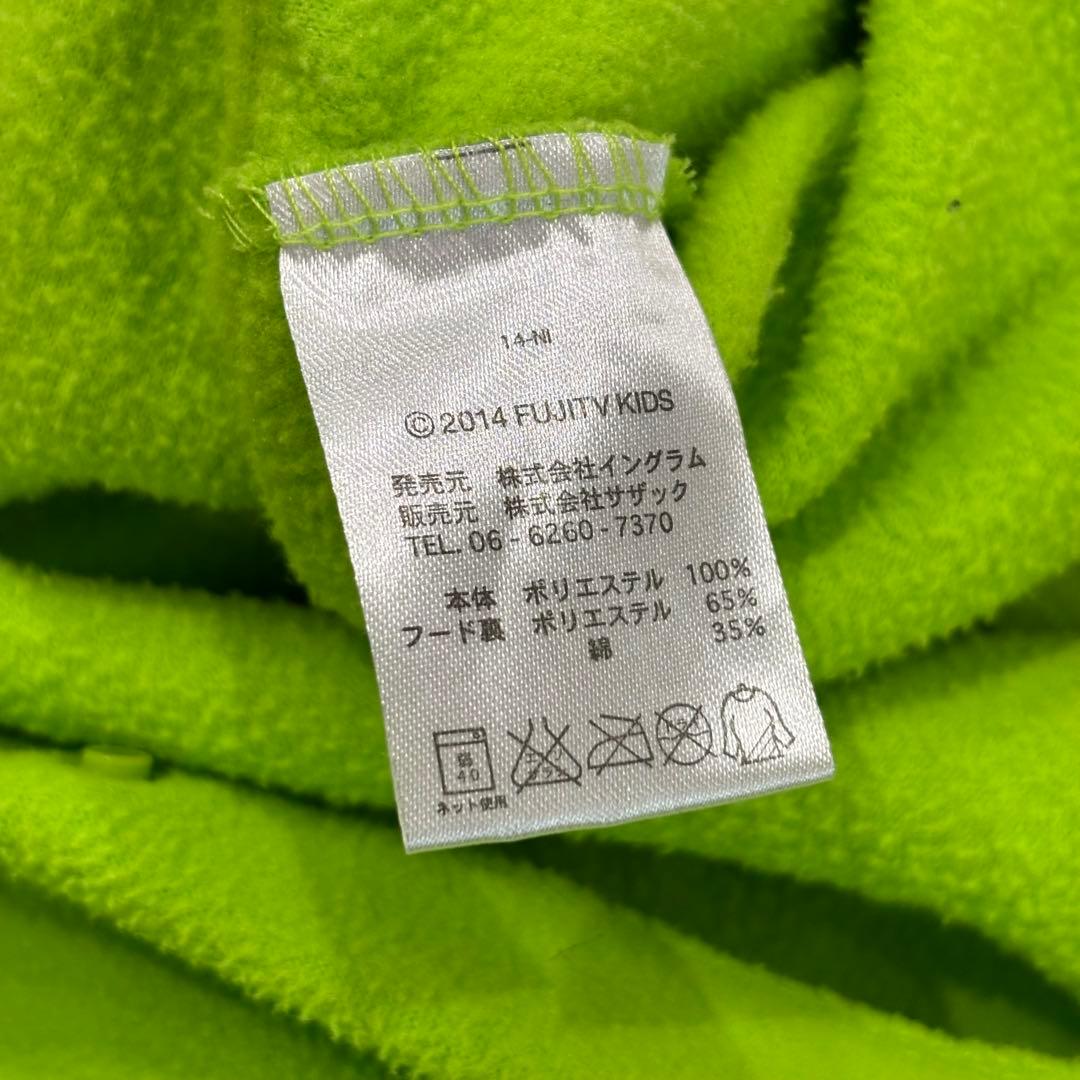 14-NI
© 2014 FUJITV KIDS
発売元 株式会社イングラム
販売元 株式会社サザック
TEL. 06-6260-7370
本体 ポリエステル 100%
フード裏 ポリエステル 65%
綿 35%
弱
40
ネット使用